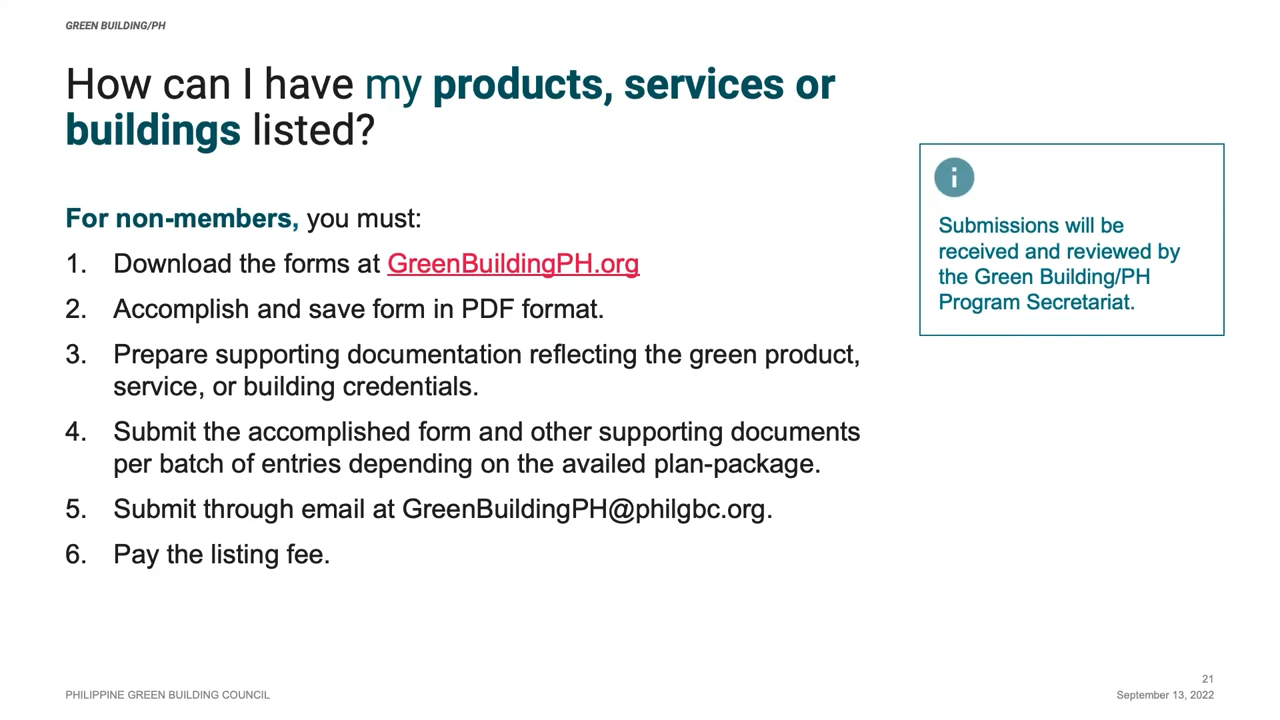 GREEN BUILDING/PH
How can I have my products, services or
buildings listed?
For non-members, you must:
1. Download the forms at GreenBuildingPH.org
2. Accomplish and save form in PDF format.
3. Prepare supporting documentation reflecting the green product,
service, or building credentials.
4. Submit the accomplished form and other supporting documents
per batch of entries depending on the availed plan-package.
5. Submit through email at GreenBuildingPH@philgbc.org.
6. Pay the listing fee.
i
Submissions will be
received and reviewed by
the Green Building/PH
Program Secretariat.
PHILIPPINE GREEN BUILDING COUNCIL
21
September 13, 2022